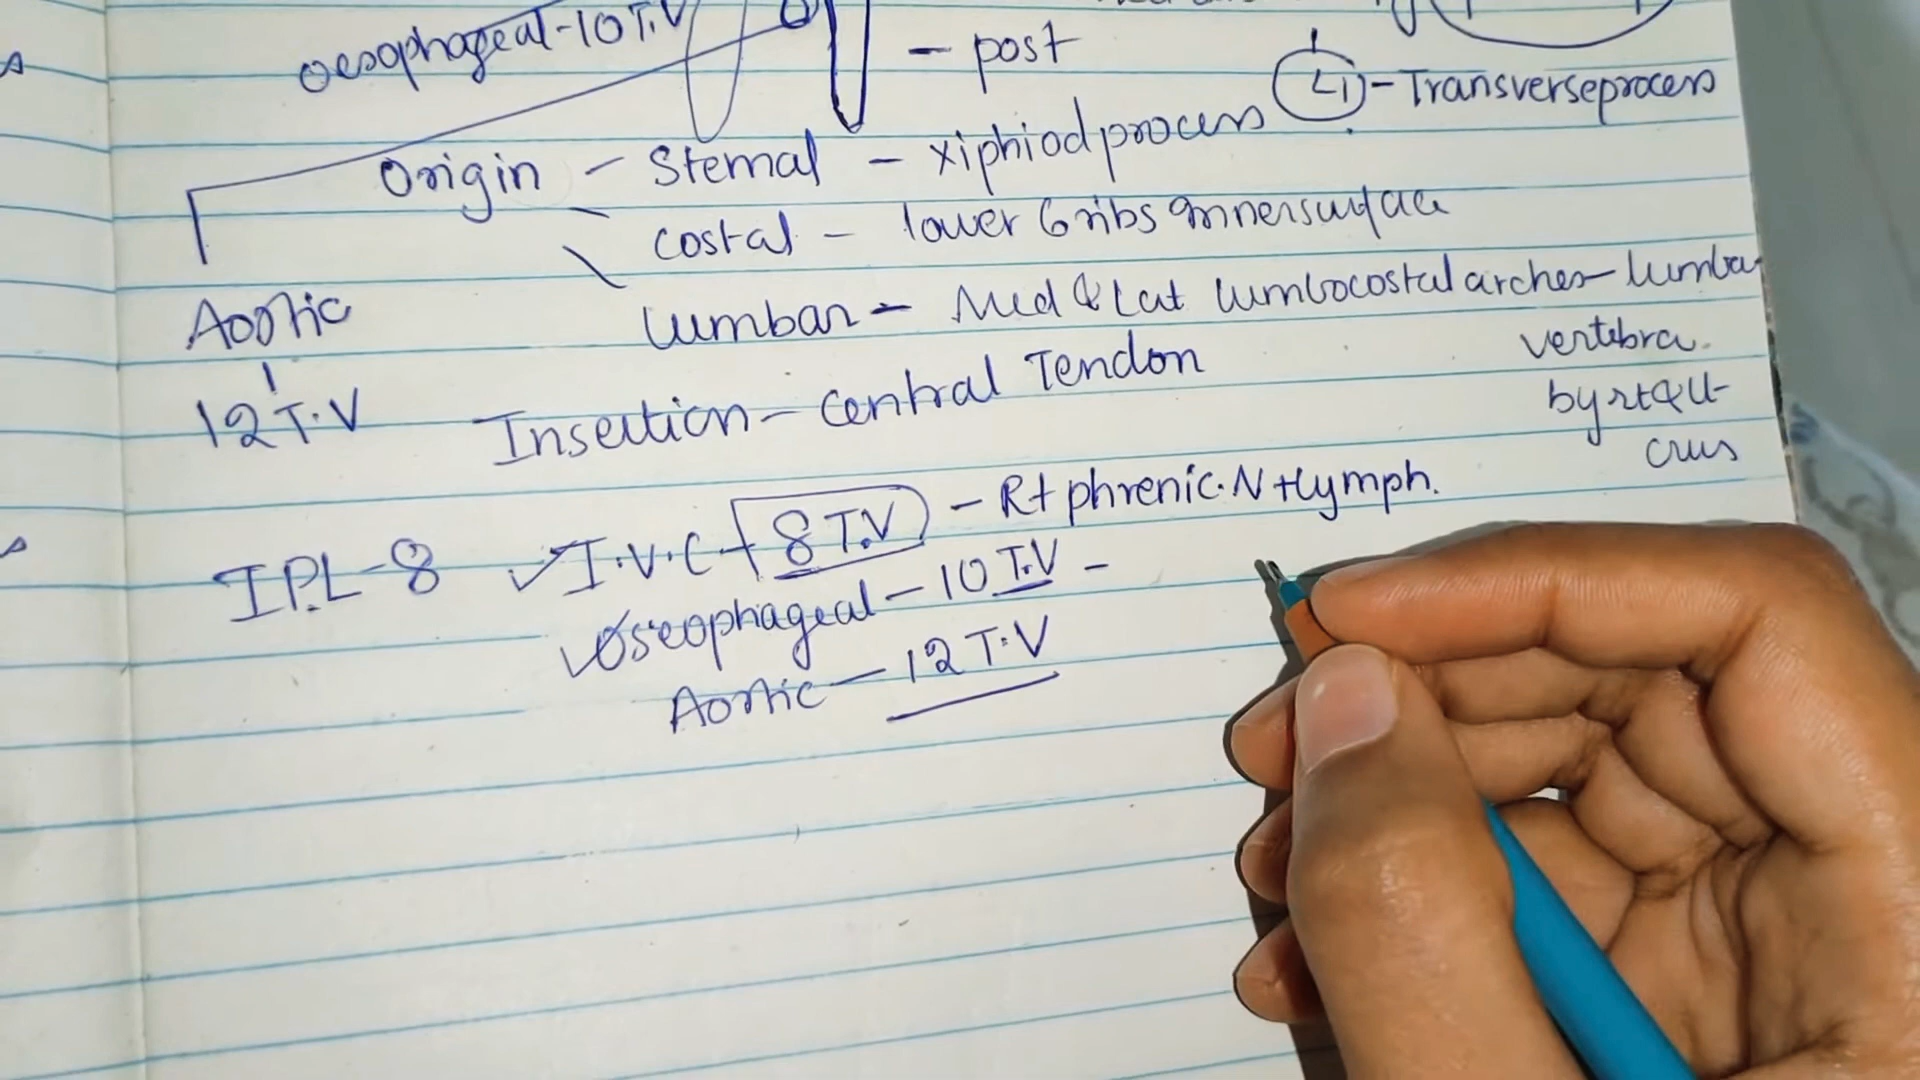 oesophageal-10T.V
- post
L1 - Transverseprocess
Origin - Sternal - xiphiod process
Costal - lower 6 ribs innersurface
Lumbar - Med & Lat lumbocostal arches - lumbar
vertebra.
by rt & lt
crus
Aortic
12 T.V
Insertion - Central Tendon
I.P.L-8
I.V.C - 8 T.V - Rt phrenic.N + lymph.
Oseophageal - 10 T.V -
Aortic - 12 T.V